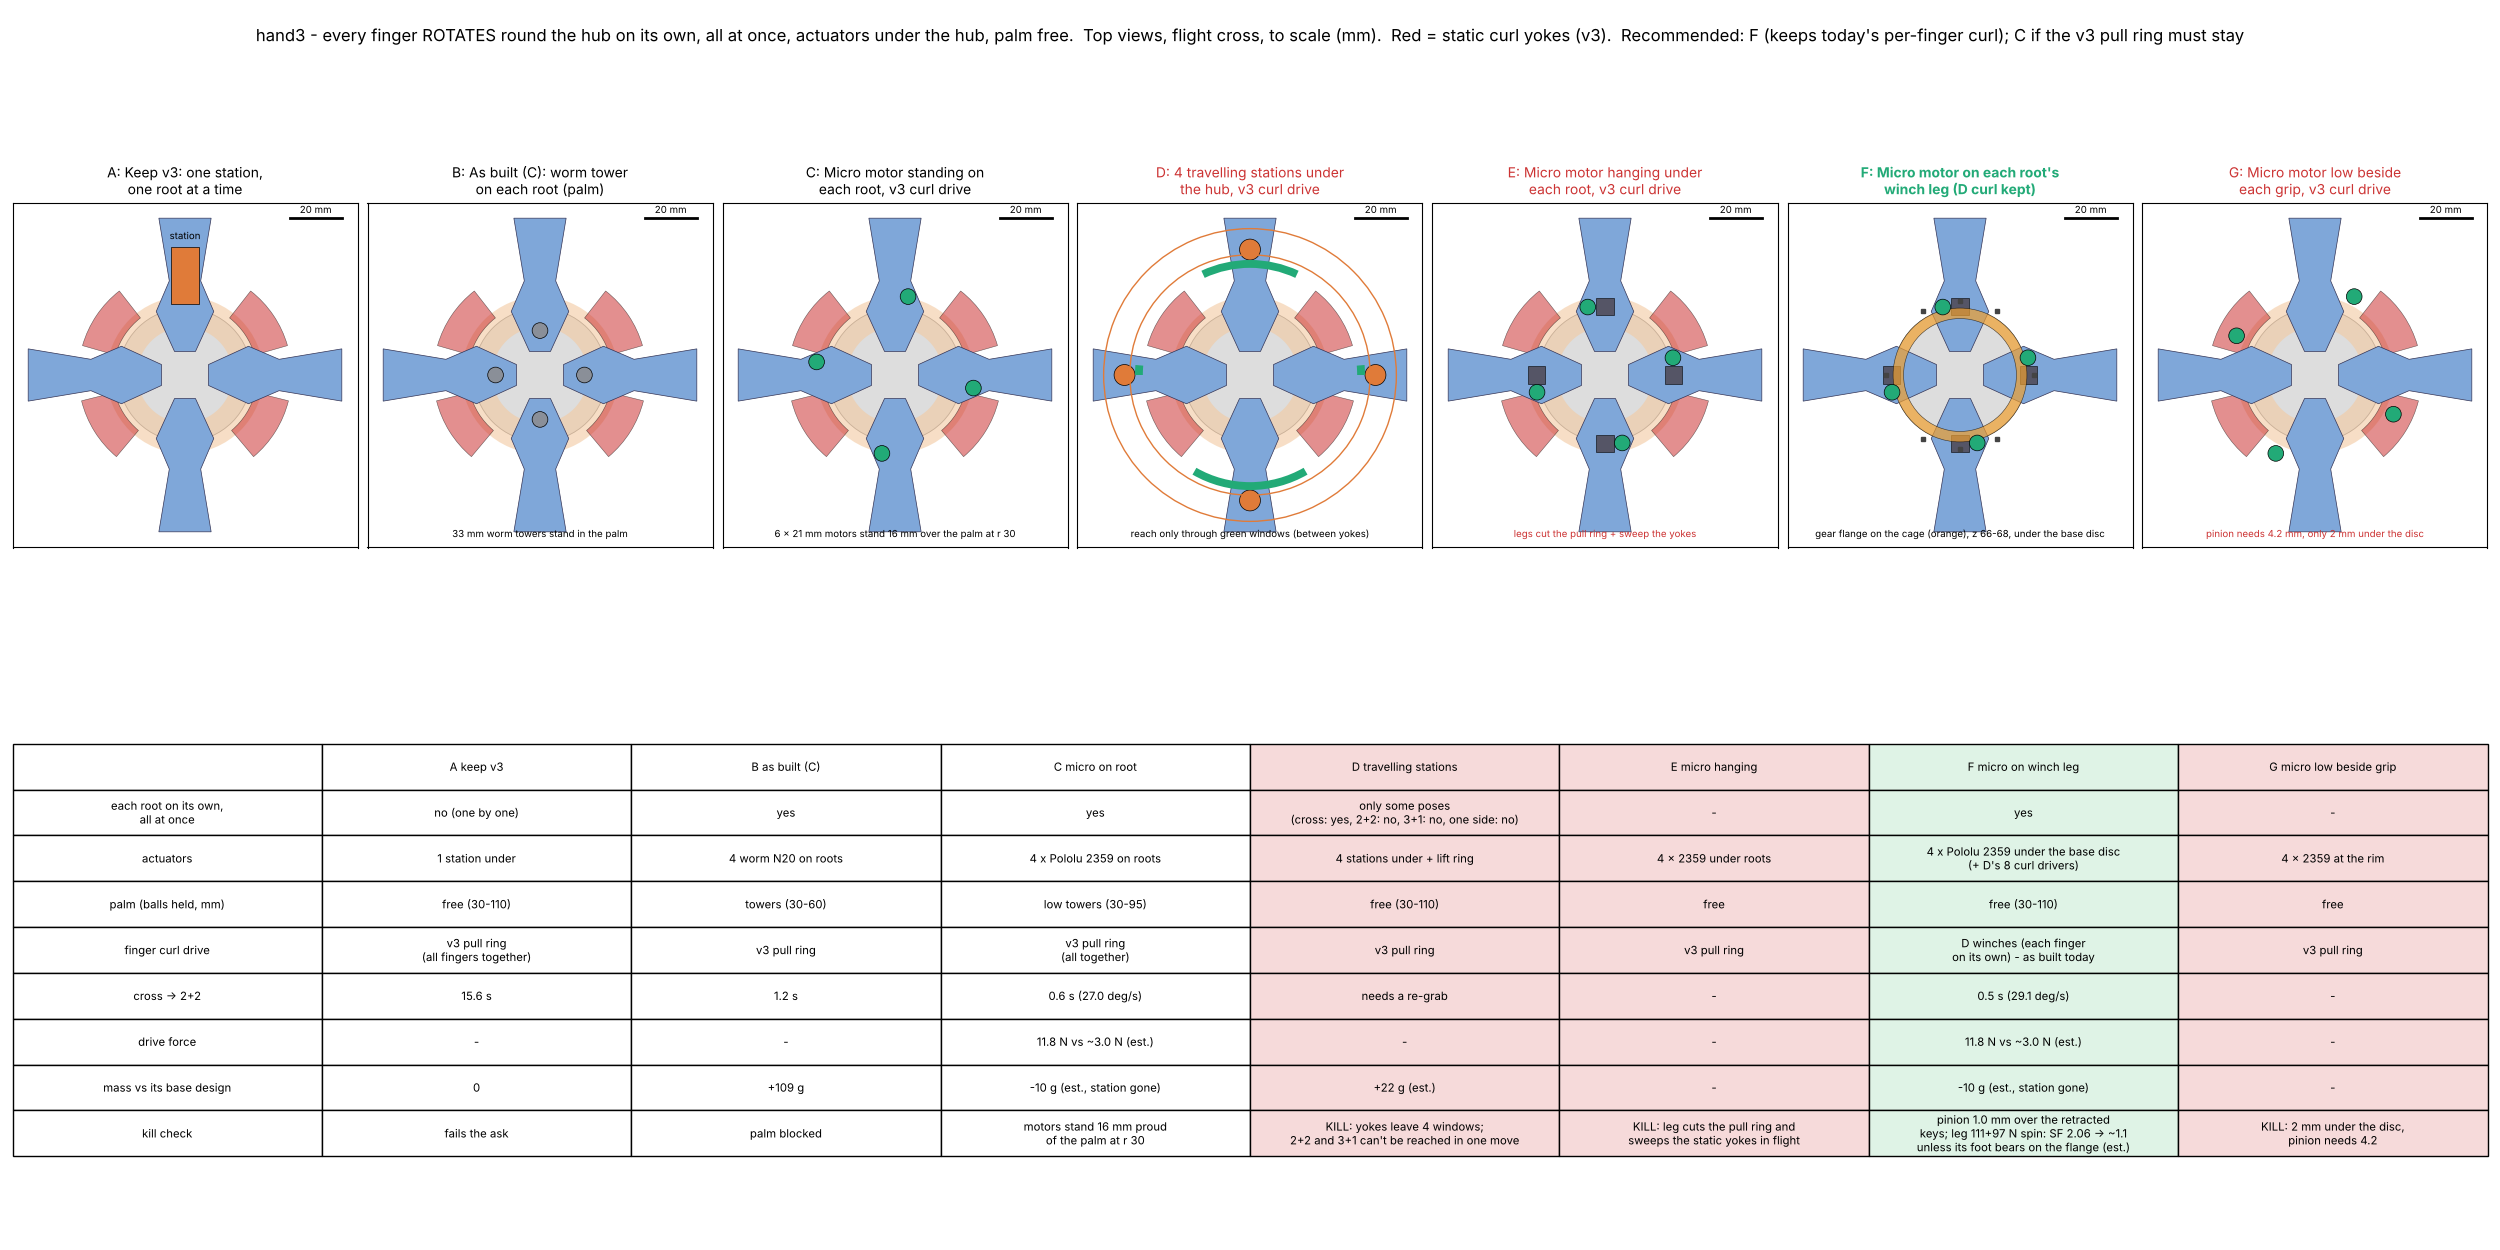 hand3 - every finger ROTATES round the hub on its own, all at once, actuators under the hub, palm free.  Top views, flight cross, to scale (mm).  Red = static curl yokes (v3).  Recommended: F (keeps today's per-finger curl); C if the v3 pull ring must stay
A: Keep v3: one station,
one root at a time
B: As built (C): worm tower
on each root (palm)
C: Micro motor standing on
each root, v3 curl drive
D: 4 travelling stations under
the hub, v3 curl drive
E: Micro motor hanging under
each root, v3 curl drive
F: Micro motor on each root's
winch leg (D curl kept)
G: Micro motor low beside
each grip, v3 curl drive
20 mm
20 mm
20 mm
20 mm
20 mm
20 mm
20 mm
station
33 mm worm towers stand in the palm
6 × 21 mm motors stand 16 mm over the palm at r 30
reach only through green windows (between yokes)
legs cut the pull ring + sweep the yokes
gear flange on the cage (orange), z 66-68, under the base disc
pinion needs 4.2 mm, only 2 mm under the disc
A keep v3
B as built (C)
C micro on root
D travelling stations
E micro hanging
F micro on winch leg
G micro low beside grip
each root on its own,
all at once
no (one by one)
yes
yes
only some poses
(cross: yes, 2+2: no, 3+1: no, one side: no)
-
yes
-
actuators
1 station under
4 worm N20 on roots
4 x Pololu 2359 on roots
4 stations under + lift ring
4 × 2359 under roots
4 x Pololu 2359 under the base disc
(+ D's 8 curl drivers)
4 × 2359 at the rim
palm (balls held, mm)
free (30-110)
towers (30-60)
low towers (30-95)
free (30-110)
free
free (30-110)
free
finger curl drive
v3 pull ring
(all fingers together)
v3 pull ring
v3 pull ring
(all together)
v3 pull ring
v3 pull ring
D winches (each finger
on its own) - as built today
v3 pull ring
cross → 2+2
15.6 s
1.2 s
0.6 s (27.0 deg/s)
needs a re-grab
-
0.5 s (29.1 deg/s)
-
drive force
-
-
11.8 N vs ~3.0 N (est.)
-
-
11.8 N vs ~3.0 N (est.)
-
mass vs its base design
0
+109 g
-10 g (est., station gone)
+22 g (est.)
-
-10 g (est., station gone)
-
kill check
fails the ask
palm blocked
motors stand 16 mm proud
of the palm at r 30
KILL: yokes leave 4 windows;
2+2 and 3+1 can't be reached in one move
KILL: leg cuts the pull ring and
sweeps the static yokes in flight
pinion 1.0 mm over the retracted
keys; leg 111+97 N spin: SF 2.06 → ~1.1
unless its foot bears on the flange (est.)
KILL: 2 mm under the disc,
pinion needs 4.2